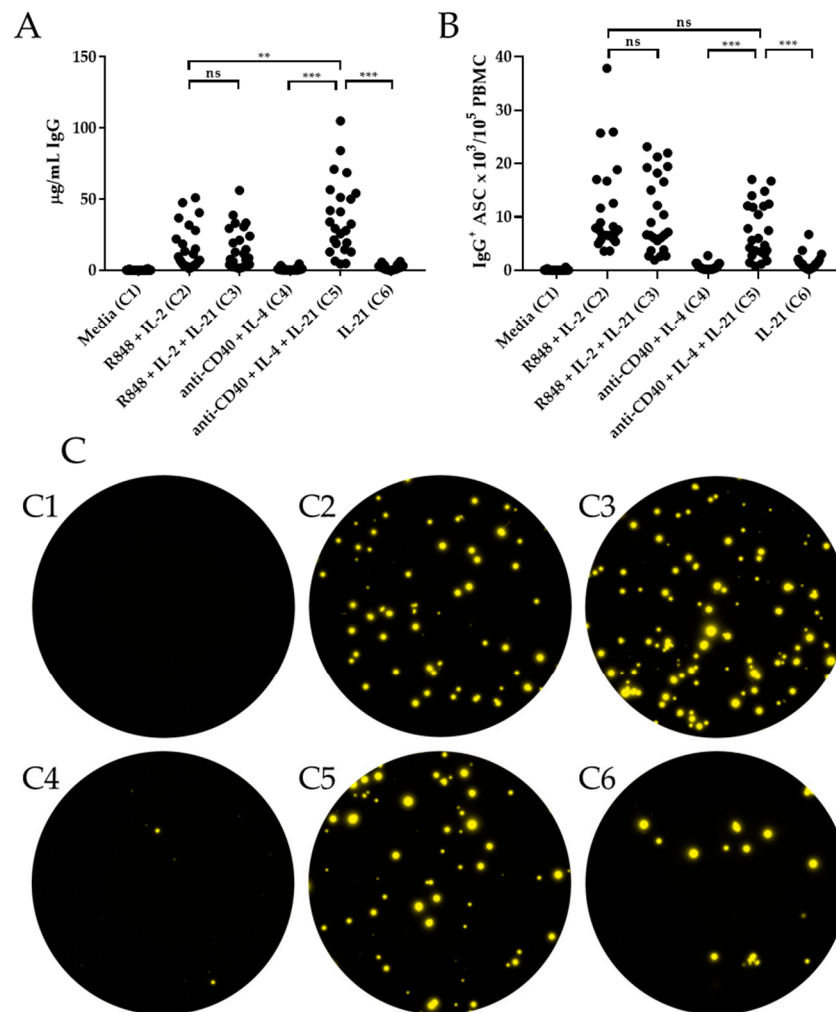 A
B
150
100
50
0
µg/mL IgG
**
ns
***
***
Media (C1)
R848 + IL-2 (C2)
R848 + IL-2 + IL-21 (C3)
anti-CD40 + IL-4 (C4)
anti-CD40 + IL-4 + IL-21 (C5)
IL-21 (C6)
40
30
20
10
0
IgG⁺ ASC x 10³/10⁵ PBMC
ns
ns
***
***
Media (C1)
R848 + IL-2 (C2)
R848 + IL-2 + IL-21 (C3)
anti-CD40 + IL-4 (C4)
anti-CD40 + IL-4 + IL-21 (C5)
IL-21 (C6)
C
C1
C2
C3
C4
C5
C6